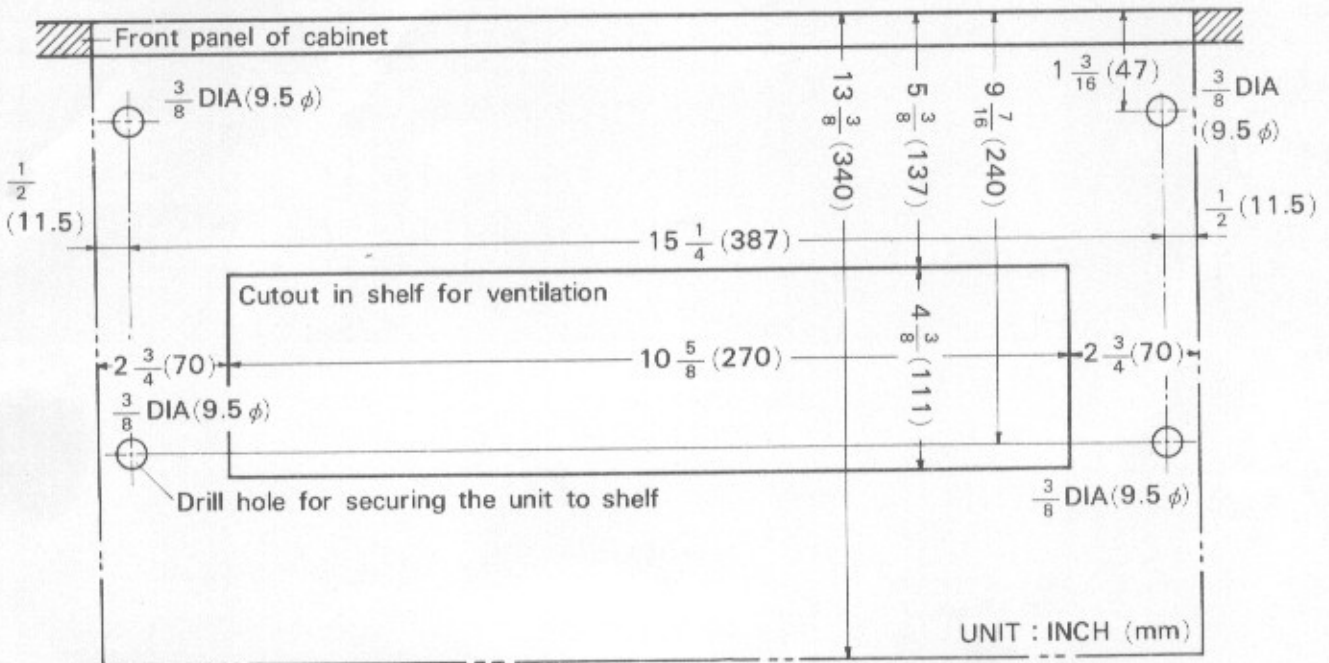 Front panel of cabinet
3/8 DIA(9.5 φ)
13 3/8 (340)
5 3/8 (137)
9 7/16 (240)
1 3/16 (47)
3/8 DIA
(9.5 φ)
1/2
(11.5)
1/2 (11.5)
15 1/4 (387)
Cutout in shelf for ventilation
2 3/4 (70)
10 5/8 (270)
4 3/8 (111)
2 3/4 (70)
3/8 DIA(9.5 φ)
Drill hole for securing the unit to shelf
3/8 DIA(9.5 φ)
UNIT : INCH (mm)